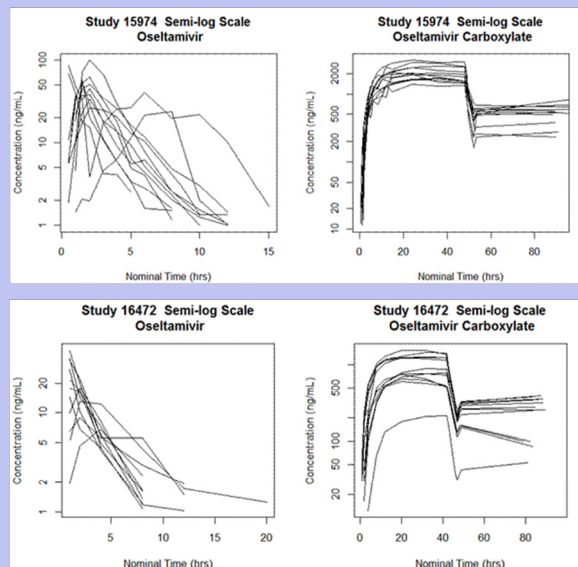 Study 15974 Semi-log Scale
Oseltamivir
Concentration (ng/mL)
100
50
20
10
5
2
1
0 5 10 15
Nominal Time (hrs)
Study 15974 Semi-log Scale
Oseltamivir Carboxylate
Concentration (ng/mL)
2000
500
200
50
20
10
0 20 40 60 80
Nominal Time (hrs)
Study 16472 Semi-log Scale
Oseltamivir
Concentration (ng/mL)
20
10
5
2
1
5 10 15 20
Nominal Time (hrs)
Study 16472 Semi-log Scale
Oseltamivir Carboxylate
Concentration (ng/mL)
500
100
50
20
0 20 40 60 80
Nominal Time (hrs)